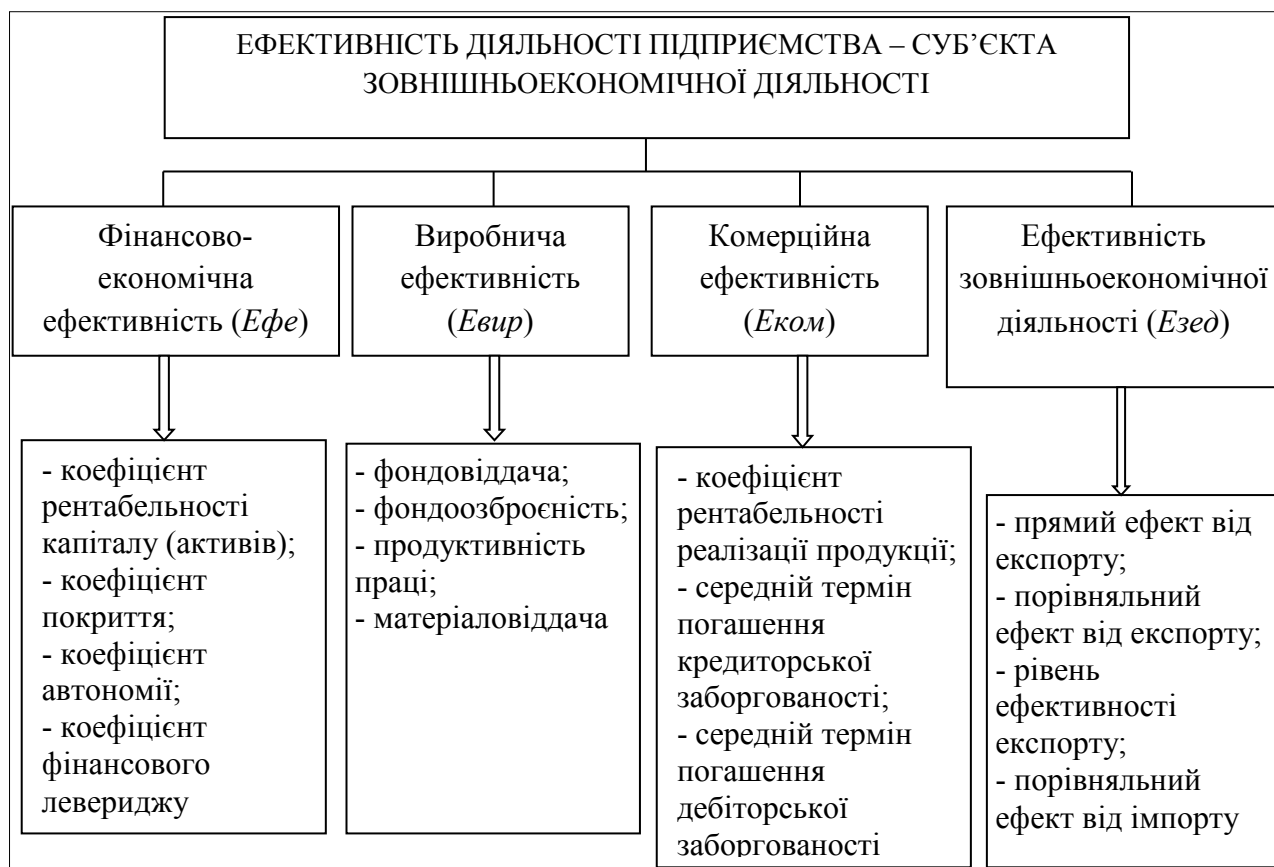 ЕФЕКТИВНІСТЬ ДІЯЛЬНОСТІ ПІДПРИЄМСТВА – СУБ’ЄКТА
ЗОВНІШНЬОЕКОНОМІЧНОЇ ДІЯЛЬНОСТІ
Фінансово-
економічна
ефективність (Ефе)
Виробнича
ефективність
(Евир)
Комерційна
ефективність
(Еком)
Ефективність
зовнішньоекономічної
діяльності (Езед)
- коефіцієнт
рентабельності
капіталу (активів);
- коефіцієнт
покриття;
- коефіцієнт
автономії;
- коефіцієнт
фінансового
левериджу
- фондовіддача;
- фондоозброєність;
- продуктивність
праці;
- матеріаловіддача
- коефіцієнт
рентабельності
реалізації продукції;
- середній термін
погашення
кредиторської
заборгованості;
- середній термін
погашення
дебіторської
заборгованості
- прямий ефект від
експорту;
- порівняльний
ефект від експорту;
- рівень
ефективності
експорту;
- порівняльний
ефект від імпорту